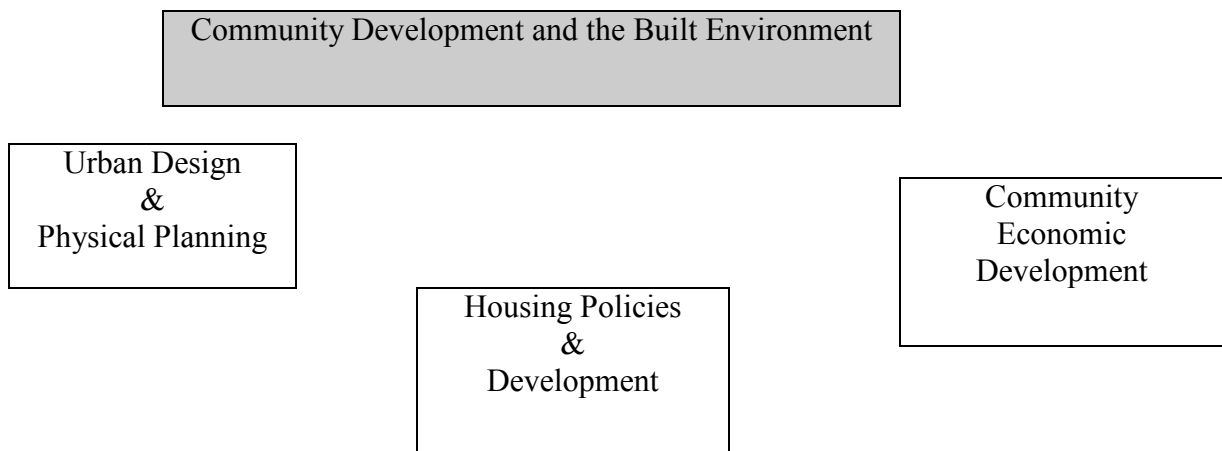 Community Development and the Built Environment
Urban Design
&
Physical Planning
Housing Policies
&
Development
Community
Economic
Development